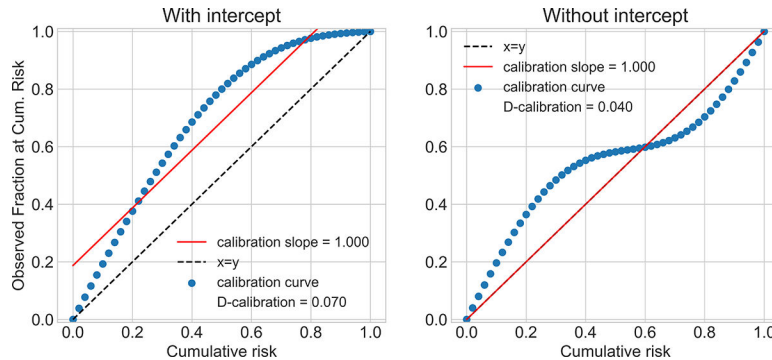 With intercept
Observed Fraction at Cum. Risk
1.0
0.8
0.6
0.4
0.2
0.0
calibration slope = 1.000
x=y
calibration curve
D-calibration = 0.070
0.0 0.2 0.4 0.6 0.8 1.0
Cumulative risk
Without intercept
1.0
0.8
0.6
0.4
0.2
0.0
x=y
calibration slope = 1.000
calibration curve
D-calibration = 0.040
0.0 0.2 0.4 0.6 0.8 1.0
Cumulative risk